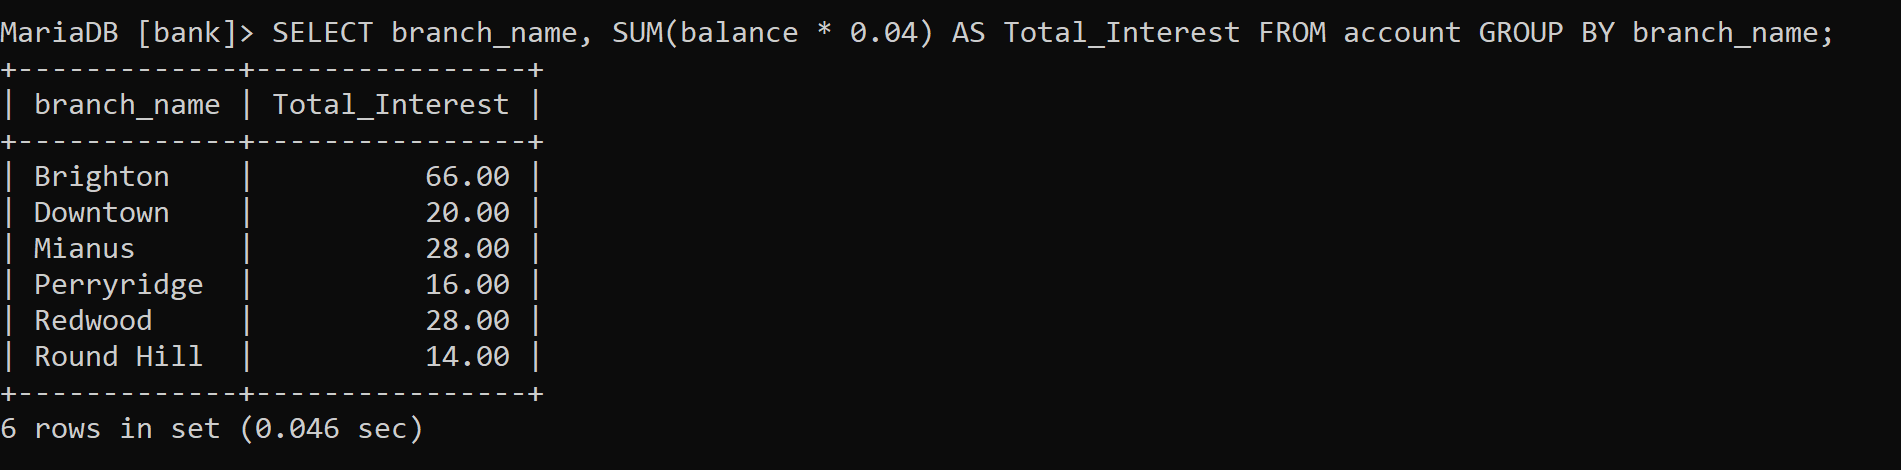 MariaDB [bank]> SELECT branch_name, SUM(balance * 0.04) AS Total_Interest FROM account GROUP BY branch_name;
+-------------+----------------+
| branch_name | Total_Interest |
+-------------+----------------+
| Brighton    |          66.00 |
| Downtown    |          20.00 |
| Mianus      |          28.00 |
| Perryridge  |          16.00 |
| Redwood     |          28.00 |
| Round Hill  |          14.00 |
+-------------+----------------+
6 rows in set (0.046 sec)